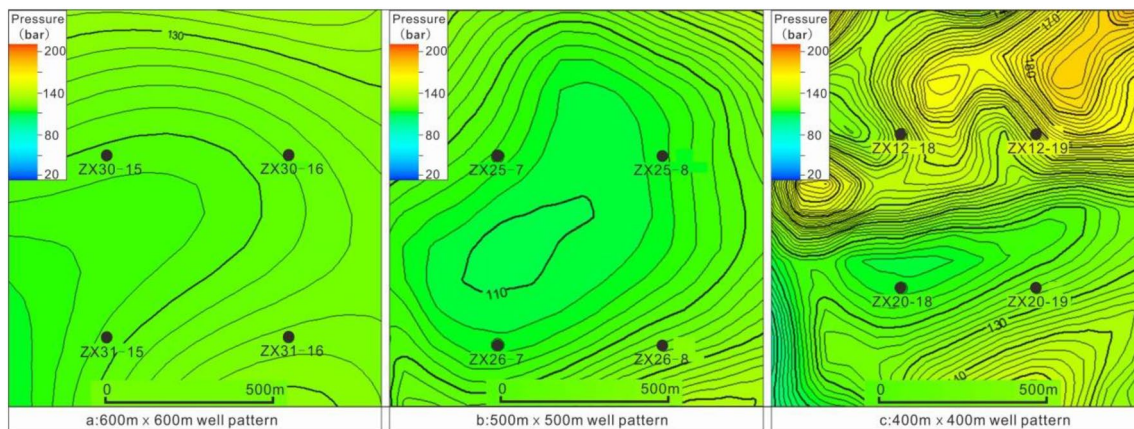 Pressure
(bar)
200
140
80
20
130
ZX30-15
ZX30-16
ZX31-15
ZX31-16
0
500m
a:600m x 600m well pattern
Pressure
(bar)
200
140
80
20
ZX25-7
ZX25-8
110
ZX26-7
ZX26-8
0
500m
b:500m x 500m well pattern
Pressure
(bar)
200
140
80
20
170
180
ZX12-18
ZX12-19
ZX20-18
ZX20-19
130
0
500m
c:400m x 400m well pattern